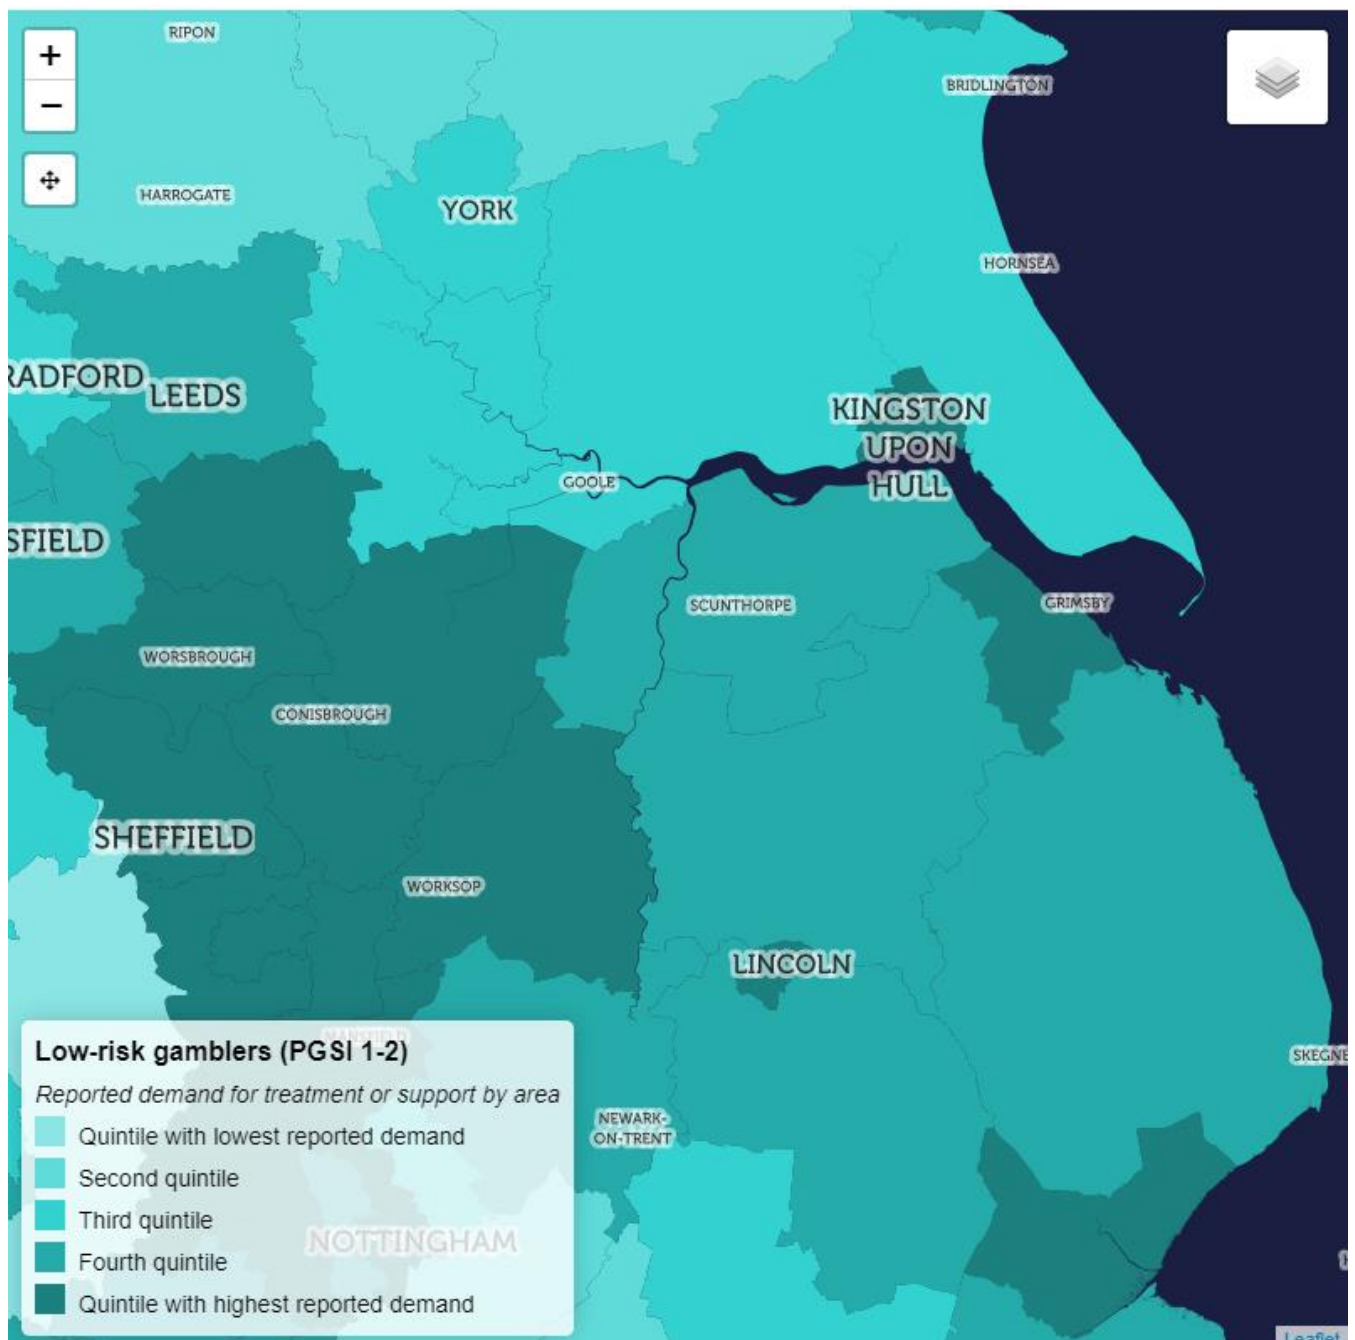 RIPON
+
BRIDLINGTON
−
HARROGATE
YORK
HORNSEA
RADFORD
LEEDS
KINGSTON
UPON
HULL
GOOLE
SFIELD
SCUNTHORPE
GRIMSBY
WORSBROUGH
CONISBROUGH
SHEFFIELD
WORKSOP
LINCOLN
MANSFIELD
Low-risk gamblers (PGSI 1-2)
Reported demand for treatment or support by area
Quintile with lowest reported demand
Second quintile
Third quintile
Fourth quintile
Quintile with highest reported demand
SKEGNE
NEWARK-
ON-TRENT
NOTTINGHAM
Leaflet